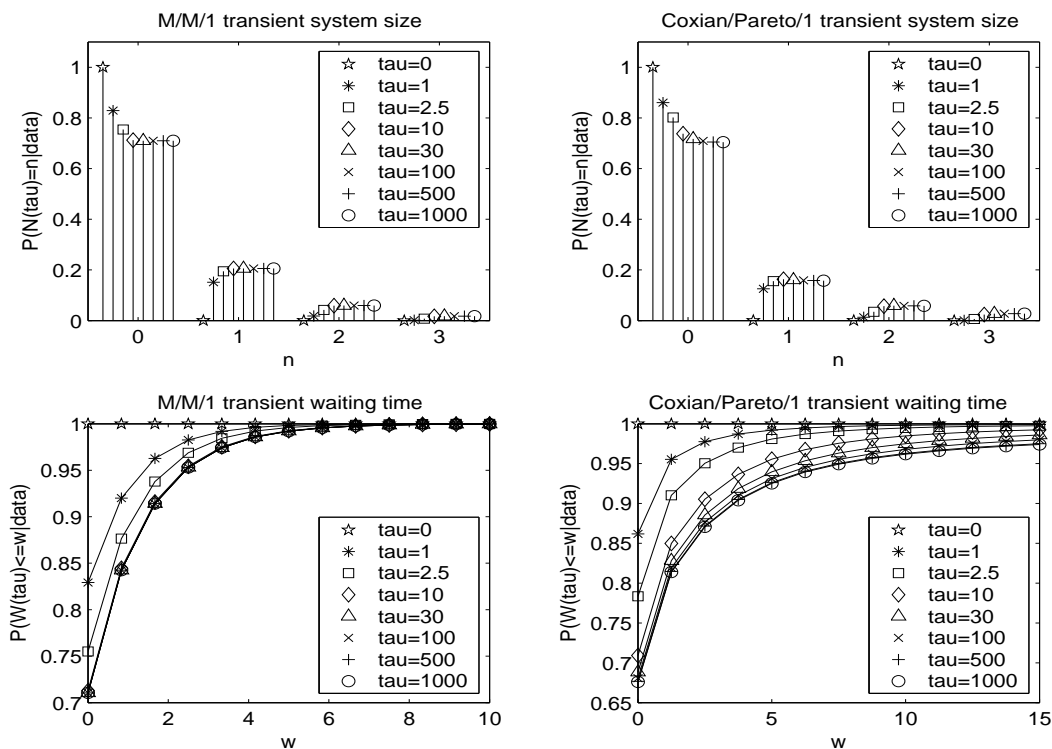 M/M/1 transient system size
1
0.8
0.6
0.4
0.2
0
P(N(tau)=n|data)
tau=0
tau=1
tau=2.5
tau=10
tau=30
tau=100
tau=500
tau=1000
0 1 2 3
n
Coxian/Pareto/1 transient system size
1
0.8
0.6
0.4
0.2
0
P(N(tau)=n|data)
tau=0
tau=1
tau=2.5
tau=10
tau=30
tau=100
tau=500
tau=1000
0 1 2 3
n
M/M/1 transient waiting time
1
0.95
0.9
0.85
0.8
0.75
0.7
P(W(tau)<=w|data)
tau=0
tau=1
tau=2.5
tau=10
tau=30
tau=100
tau=500
tau=1000
0 2 4 6 8 10
w
Coxian/Pareto/1 transient waiting time
1
0.95
0.9
0.85
0.8
0.75
0.7
0.65
P(W(tau)<=w|data)
tau=0
tau=1
tau=2.5
tau=10
tau=30
tau=100
tau=500
tau=1000
0 5 10 15
w